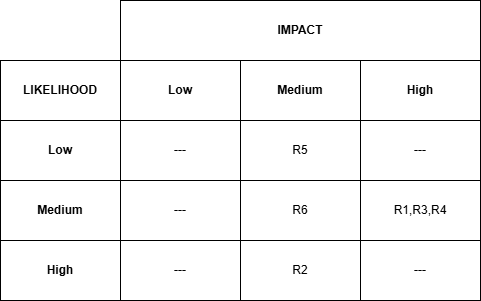 IMPACT
LIKELIHOOD Low Medium High
Low --- R5 ---
Medium --- R6 R1,R3,R4
High --- R2 ---